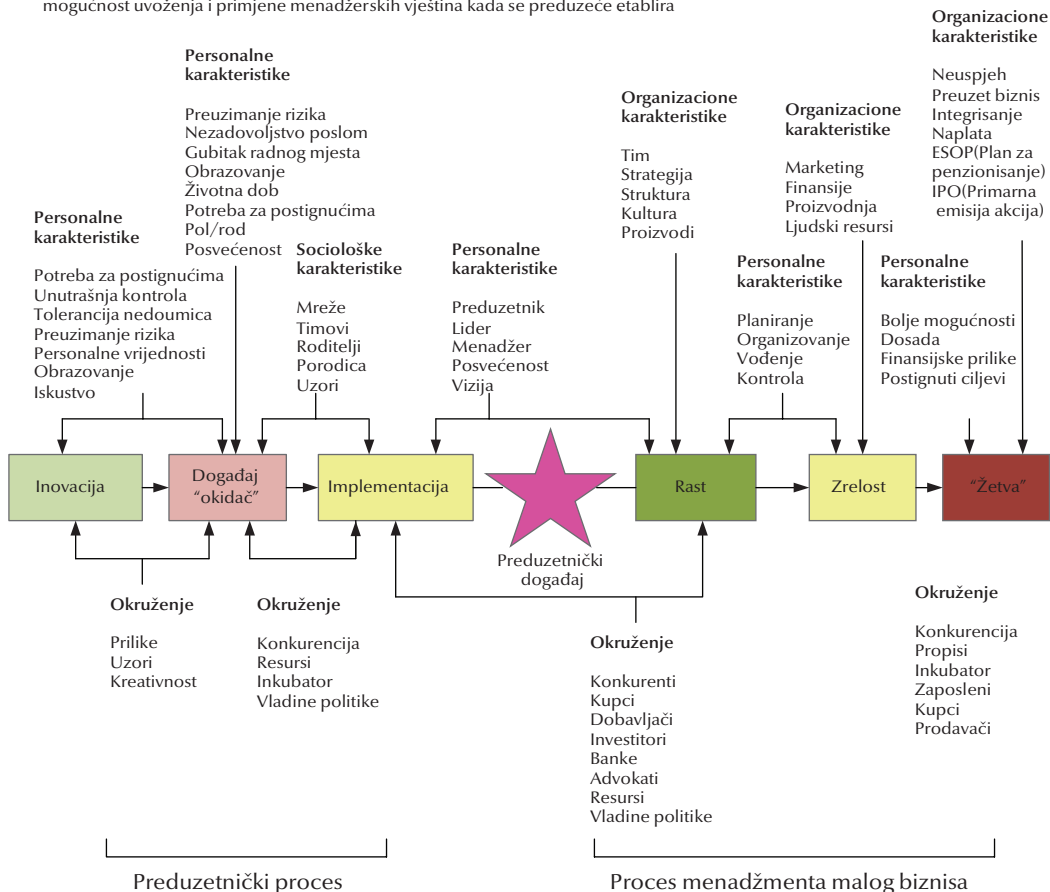 mogućnost uvoženja i primjene menadžerskih vještina kada se preduzeće etablira
Organizacione
karakteristike
Neuspjeh
Preuzet biznis
Integrisanje
Naplata
ESOP(Plan za
penzionisanje)
IPO(Primarna
emisija akcija)
Personalne
karakteristike
Preuzimanje rizika
Nezadovoljstvo poslom
Gubitak radnog mjesta
Obrazovanje
Životna dob
Potreba za postignućima
Pol/rod
Posvećenost
Organizacione
karakteristike
Tim
Strategija
Struktura
Kultura
Proizvodi
Organizacione
karakteristike
Marketing
Finansije
Proizvodnja
Ljudski resursi
Personalne
karakteristike
Potreba za postignućima
Unutrašnja kontrola
Tolerancija nedoumica
Preuzimanje rizika
Personalne vrijednosti
Obrazovanje
Iskustvo
Sociološke
karakteristike
Mreže
Timovi
Roditelji
Porodica
Uzori
Personalne
karakteristike
Preduzetnik
Lider
Menadžer
Posvećenost
Vizija
Personalne
karakteristike
Planiranje
Organizovanje
Vođenje
Kontrola
Personalne
karakteristike
Bolje mogućnosti
Dosada
Finansijske prilike
Postignuti ciljevi
Inovacija
Događaj
“okidač”
Implementacija
Preduzetnički
događaj
Rast
Zrelost
“Žetva”
Okruženje
Prilike
Uzori
Kreativnost
Okruženje
Konkurencija
Resursi
Inkubator
Vladine politike
Okruženje
Konkurenti
Kupci
Dobavljači
Investitori
Banke
Advokati
Resursi
Vladine politike
Okruženje
Konkurencija
Propisi
Inkubator
Zaposleni
Kupci
Prodavači
Preduzetnički proces
Proces menadžmenta malog biznisa